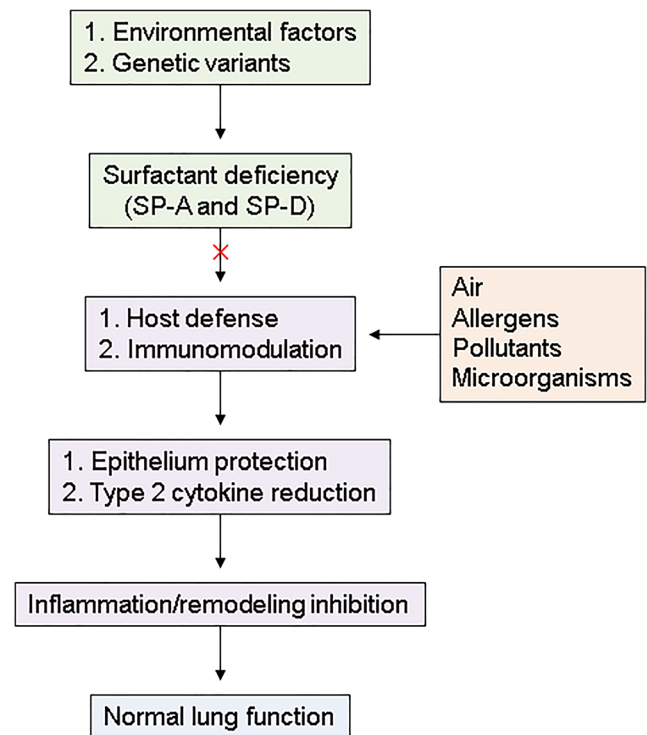 1. Environmental factors
2. Genetic variants
Surfactant deficiency
(SP-A and SP-D)
1. Host defense
2. Immunomodulation
Air
Allergens
Pollutants
Microorganisms
1. Epithelium protection
2. Type 2 cytokine reduction
Inflammation/remodeling inhibition
Normal lung function